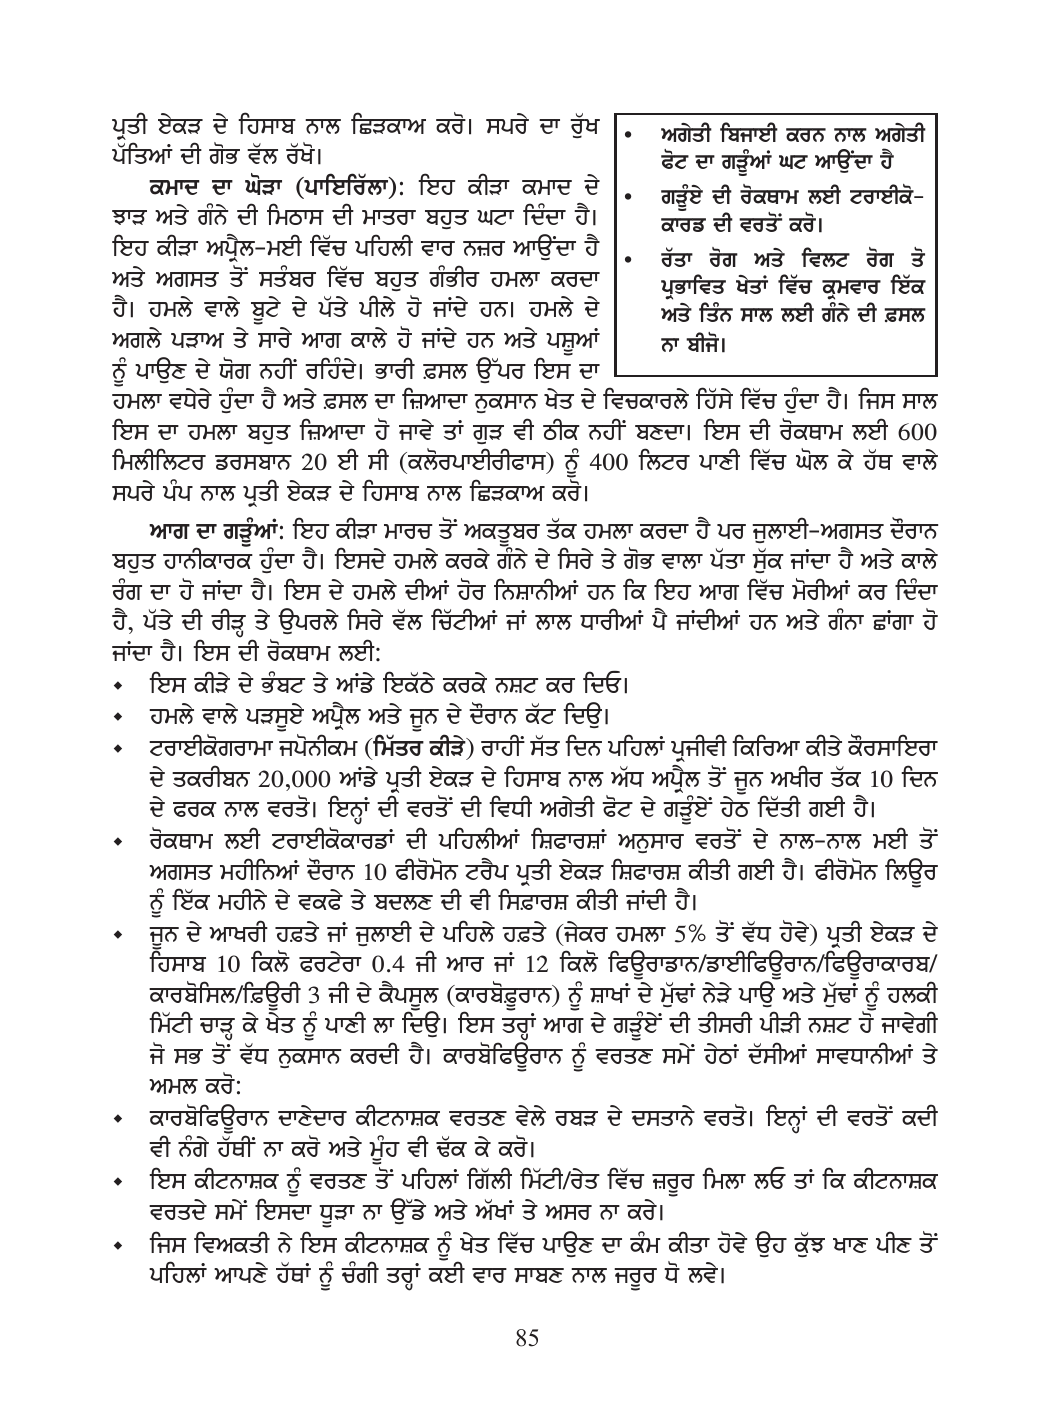 ਪ੍ਰਤੀ ਏਕੜ ਦੇ ਹਿਸਾਬ ਨਾਲ ਛਿੜਕਾਅ ਕਰੋ। ਸਪਰੇ ਦਾ ਰੁੱਖ
ਪੱਤਿਆਂ ਦੀ ਗੋਭ ਵੱਲ ਰੱਖੋ।
ਕਮਾਦ ਦਾ ਘੋੜਾ (ਪਾਇਰਿੱਲਾ): ਇਹ ਕੀੜਾ ਕਮਾਦ ਦੇ
ਝਾੜ ਅਤੇ ਗੰਨੇ ਦੀ ਮਿਠਾਸ ਦੀ ਮਾਤਰਾ ਬਹੁਤ ਘਟਾ ਦਿੰਦਾ ਹੈ।
ਇਹ ਕੀੜਾ ਅਪ੍ਰੈਲ-ਮਈ ਵਿੱਚ ਪਹਿਲੀ ਵਾਰ ਨਜ਼ਰ ਆਉਂਦਾ ਹੈ
ਅਤੇ ਅਗਸਤ ਤੋਂ ਸਤੰਬਰ ਵਿੱਚ ਬਹੁਤ ਗੰਭੀਰ ਹਮਲਾ ਕਰਦਾ
ਹੈ। ਹਮਲੇ ਵਾਲੇ ਬੂਟੇ ਦੇ ਪੱਤੇ ਪੀਲੇ ਹੋ ਜਾਂਦੇ ਹਨ। ਹਮਲੇ ਦੇ
ਅਗਲੇ ਪੜਾਅ ਤੇ ਸਾਰੇ ਆਗ ਕਾਲੇ ਹੋ ਜਾਂਦੇ ਹਨ ਅਤੇ ਪਸ਼ੂਆਂ
ਨੂੰ ਪਾਉਣ ਦੇ ਯੋਗ ਨਹੀਂ ਰਹਿੰਦੇ। ਭਾਰੀ ਫ਼ਸਲ ਉੱਪਰ ਇਸ ਦਾ
• ਅਗੇਤੀ ਬਿਜਾਈ ਕਰਨ ਨਾਲ ਅਗੇਤੀ
ਫੋਟ ਦਾ ਗੜੂੰਆਂ ਘਟ ਆਉਂਦਾ ਹੈ
• ਗੜੂੰਏ ਦੀ ਰੋਕਥਾਮ ਲਈ ਟਰਾਈਕੋ-
ਕਾਰਡ ਦੀ ਵਰਤੋਂ ਕਰੋ।
• ਰੱਤਾ ਰੋਗ ਅਤੇ ਵਿਲਟ ਰੋਗ ਤੋ
ਪ੍ਰਭਾਵਿਤ ਖੇਤਾਂ ਵਿੱਚ ਕ੍ਰਮਵਾਰ ਇੱਕ
ਅਤੇ ਤਿੰਨ ਸਾਲ ਲਈ ਗੰਨੇ ਦੀ ਫ਼ਸਲ
ਨਾ ਬੀਜੋ।
ਹਮਲਾ ਵਧੇਰੇ ਹੁੰਦਾ ਹੈ ਅਤੇ ਫ਼ਸਲ ਦਾ ਜ਼ਿਆਦਾ ਨੁਕਸਾਨ ਖੇਤ ਦੇ ਵਿਚਕਾਰਲੇ ਹਿੱਸੇ ਵਿੱਚ ਹੁੰਦਾ ਹੈ। ਜਿਸ ਸਾਲ
ਇਸ ਦਾ ਹਮਲਾ ਬਹੁਤ ਜ਼ਿਆਦਾ ਹੋ ਜਾਵੇ ਤਾਂ ਗੁੜ ਵੀ ਠੀਕ ਨਹੀਂ ਬਣਦਾ। ਇਸ ਦੀ ਰੋਕਥਾਮ ਲਈ 600
ਮਿਲੀਲਿਟਰ ਡਰਸਬਾਨ 20 ਈ ਸੀ (ਕਲੋਰਪਾਈਰੀਫਾਸ) ਨੂੰ 400 ਲਿਟਰ ਪਾਣੀ ਵਿੱਚ ਘੋਲ ਕੇ ਹੱਥ ਵਾਲੇ
ਸਪਰੇ ਪੰਪ ਨਾਲ ਪ੍ਰਤੀ ਏਕੜ ਦੇ ਹਿਸਾਬ ਨਾਲ ਛਿੜਕਾਅ ਕਰੋ।
ਆਗ ਦਾ ਗੜੂੰਆਂ: ਇਹ ਕੀੜਾ ਮਾਰਚ ਤੋਂ ਅਕਤੂਬਰ ਤੱਕ ਹਮਲਾ ਕਰਦਾ ਹੈ ਪਰ ਜੁਲਾਈ-ਅਗਸਤ ਦੌਰਾਨ
ਬਹੁਤ ਹਾਨੀਕਾਰਕ ਹੁੰਦਾ ਹੈ। ਇਸਦੇ ਹਮਲੇ ਕਰਕੇ ਗੰਨੇ ਦੇ ਸਿਰੇ ਤੇ ਗੋਭ ਵਾਲਾ ਪੱਤਾ ਸੁੱਕ ਜਾਂਦਾ ਹੈ ਅਤੇ ਕਾਲੇ
ਰੰਗ ਦਾ ਹੋ ਜਾਂਦਾ ਹੈ। ਇਸ ਦੇ ਹਮਲੇ ਦੀਆਂ ਹੋਰ ਨਿਸ਼ਾਨੀਆਂ ਹਨ ਕਿ ਇਹ ਆਗ ਵਿੱਚ ਮੋਰੀਆਂ ਕਰ ਦਿੰਦਾ
ਹੈ, ਪੱਤੇ ਦੀ ਰੀੜ੍ਹ ਤੇ ਉਪਰਲੇ ਸਿਰੇ ਵੱਲ ਚਿੱਟੀਆਂ ਜਾਂ ਲਾਲ ਧਾਰੀਆਂ ਪੈ ਜਾਂਦੀਆਂ ਹਨ ਅਤੇ ਗੰਨਾ ਛਾਂਗਾ ਹੋ
ਜਾਂਦਾ ਹੈ। ਇਸ ਦੀ ਰੋਕਥਾਮ ਲਈ:
◆ ਇਸ ਕੀੜੇ ਦੇ ਭੰਬਟ ਤੇ ਆਂਡੇ ਇਕੱਠੇ ਕਰਕੇ ਨਸ਼ਟ ਕਰ ਦਿਓ।
◆ ਹਮਲੇ ਵਾਲੇ ਪੜਸੂਏ ਅਪ੍ਰੈਲ ਅਤੇ ਜੂਨ ਦੇ ਦੌਰਾਨ ਕੱਟ ਦਿਉ।
◆ ਟਰਾਈਕੋਗਰਾਮਾ ਜਪੋਨੀਕਮ (ਮਿੱਤਰ ਕੀੜੇ) ਰਾਹੀਂ ਸੱਤ ਦਿਨ ਪਹਿਲਾਂ ਪ੍ਰਜੀਵੀ ਕਿਰਿਆ ਕੀਤੇ ਕੌਰਸਾਇਰਾ
ਦੇ ਤਕਰੀਬਨ 20,000 ਆਂਡੇ ਪ੍ਰਤੀ ਏਕੜ ਦੇ ਹਿਸਾਬ ਨਾਲ ਅੱਧ ਅਪ੍ਰੈਲ ਤੋਂ ਜੂਨ ਅਖੀਰ ਤੱਕ 10 ਦਿਨ
ਦੇ ਫਰਕ ਨਾਲ ਵਰਤੋ। ਇਨ੍ਹਾਂ ਦੀ ਵਰਤੋਂ ਦੀ ਵਿਧੀ ਅਗੇਤੀ ਫੋਟ ਦੇ ਗੜੂੰਏਂ ਹੇਠ ਦਿੱਤੀ ਗਈ ਹੈ।
◆ ਰੋਕਥਾਮ ਲਈ ਟਰਾਈਕੋਕਾਰਡਾਂ ਦੀ ਪਹਿਲੀਆਂ ਸ਼ਿਫਾਰਸ਼ਾਂ ਅਨੁਸਾਰ ਵਰਤੋਂ ਦੇ ਨਾਲ-ਨਾਲ ਮਈ ਤੋਂ
ਅਗਸਤ ਮਹੀਨਿਆਂ ਦੌਰਾਨ 10 ਫੀਰੋਮੋਨ ਟਰੈਪ ਪ੍ਰਤੀ ਏਕੜ ਸ਼ਿਫਾਰਸ਼ ਕੀਤੀ ਗਈ ਹੈ। ਫੀਰੋਮੋਨ ਲਿਊਰ
ਨੂੰ ਇੱਕ ਮਹੀਨੇ ਦੇ ਵਕਫੇ ਤੇ ਬਦਲਣ ਦੀ ਵੀ ਸਿਫ਼ਾਰਸ਼ ਕੀਤੀ ਜਾਂਦੀ ਹੈ।
◆ ਜੂਨ ਦੇ ਆਖਰੀ ਹਫ਼ਤੇ ਜਾਂ ਜੁਲਾਈ ਦੇ ਪਹਿਲੇ ਹਫ਼ਤੇ (ਜੇਕਰ ਹਮਲਾ 5% ਤੋਂ ਵੱਧ ਹੋਵੇ) ਪ੍ਰਤੀ ਏਕੜ ਦੇ
ਹਿਸਾਬ 10 ਕਿਲੋ ਫਰਟੇਰਾ 0.4 ਜੀ ਆਰ ਜਾਂ 12 ਕਿਲੋ ਫਿਊਰਾਡਾਨ/ਡਾਈਫਿਊਰਾਨ/ਫਿਊਰਾਕਾਰਬ/
ਕਾਰਬੋਸਿਲ/ਫ਼ਿਊਰੀ 3 ਜੀ ਦੇ ਕੈਪਸੂਲ (ਕਾਰਬੋਫ਼ੂਰਾਨ) ਨੂੰ ਸ਼ਾਖਾਂ ਦੇ ਮੁੱਢਾਂ ਨੇੜੇ ਪਾਉ ਅਤੇ ਮੁੱਢਾਂ ਨੂੰ ਹਲਕੀ
ਮਿੱਟੀ ਚਾੜ੍ਹ ਕੇ ਖੇਤ ਨੂੰ ਪਾਣੀ ਲਾ ਦਿਉ। ਇਸ ਤਰ੍ਹਾਂ ਆਗ ਦੇ ਗੜੂੰਏਂ ਦੀ ਤੀਸਰੀ ਪੀੜੀ ਨਸ਼ਟ ਹੋ ਜਾਵੇਗੀ
ਜੋ ਸਭ ਤੋਂ ਵੱਧ ਨੁਕਸਾਨ ਕਰਦੀ ਹੈ। ਕਾਰਬੋਫਿਊਰਾਨ ਨੂੰ ਵਰਤਣ ਸਮੇਂ ਹੇਠਾਂ ਦੱਸੀਆਂ ਸਾਵਧਾਨੀਆਂ ਤੇ
ਅਮਲ ਕਰੋ:
◆ ਕਾਰਬੋਫਿਊਰਾਨ ਦਾਣੇਦਾਰ ਕੀਟਨਾਸ਼ਕ ਵਰਤਣ ਵੇਲੇ ਰਬੜ ਦੇ ਦਸਤਾਨੇ ਵਰਤੋ। ਇਨ੍ਹਾਂ ਦੀ ਵਰਤੋਂ ਕਦੀ
ਵੀ ਨੰਗੇ ਹੱਥੀਂ ਨਾ ਕਰੋ ਅਤੇ ਮੂੰਹ ਵੀ ਢੱਕ ਕੇ ਕਰੋ।
◆ ਇਸ ਕੀਟਨਾਸ਼ਕ ਨੂੰ ਵਰਤਣ ਤੋਂ ਪਹਿਲਾਂ ਗਿੱਲੀ ਮਿੱਟੀ/ਰੇਤ ਵਿੱਚ ਜ਼ਰੂਰ ਮਿਲਾ ਲਓ ਤਾਂ ਕਿ ਕੀਟਨਾਸ਼ਕ
ਵਰਤਦੇ ਸਮੇਂ ਇਸਦਾ ਧੂੜਾ ਨਾ ਉੱਡੇ ਅਤੇ ਅੱਖਾਂ ਤੇ ਅਸਰ ਨਾ ਕਰੇ।
◆ ਜਿਸ ਵਿਅਕਤੀ ਨੇ ਇਸ ਕੀਟਨਾਸ਼ਕ ਨੂੰ ਖੇਤ ਵਿੱਚ ਪਾਉਣ ਦਾ ਕੰਮ ਕੀਤਾ ਹੋਵੇ ਉਹ ਕੁੱਝ ਖਾਣ ਪੀਣ ਤੋਂ
ਪਹਿਲਾਂ ਆਪਣੇ ਹੱਥਾਂ ਨੂੰ ਚੰਗੀ ਤਰ੍ਹਾਂ ਕਈ ਵਾਰ ਸਾਬਣ ਨਾਲ ਜਰੂਰ ਧੋ ਲਵੇ।
85